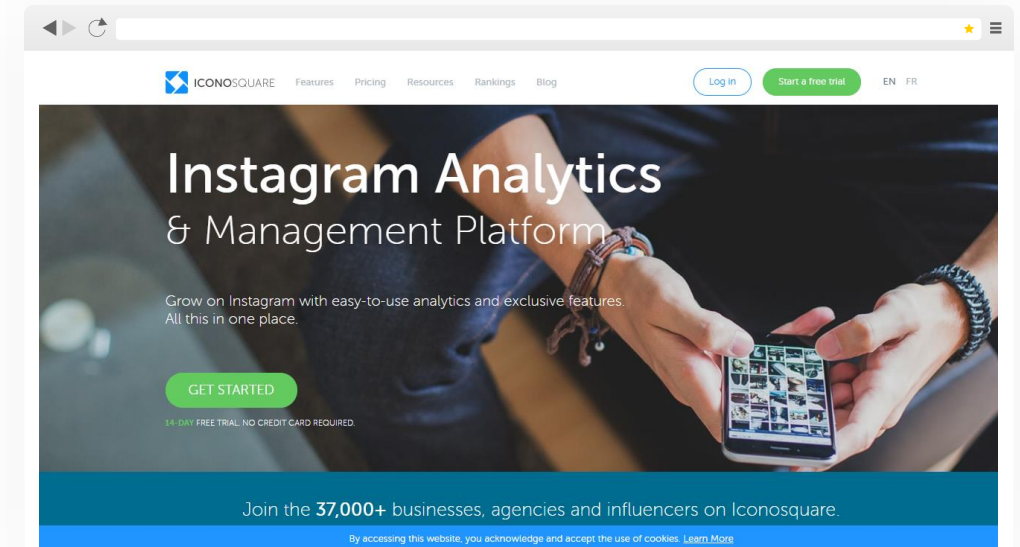 ICONOSQUARE Features Pricing Resources Rankings Blog Log in Start a free trial EN FR
Instagram Analytics
& Management Platform
Grow on Instagram with easy-to-use analytics and exclusive features.
All this in one place.
GET STARTED
14-DAY FREE TRIAL. NO CREDIT CARD REQUIRED.
Join the 37,000+ businesses, agencies and influencers on Iconosquare.
By accessing this website, you acknowledge and accept the use of cookies. Learn More